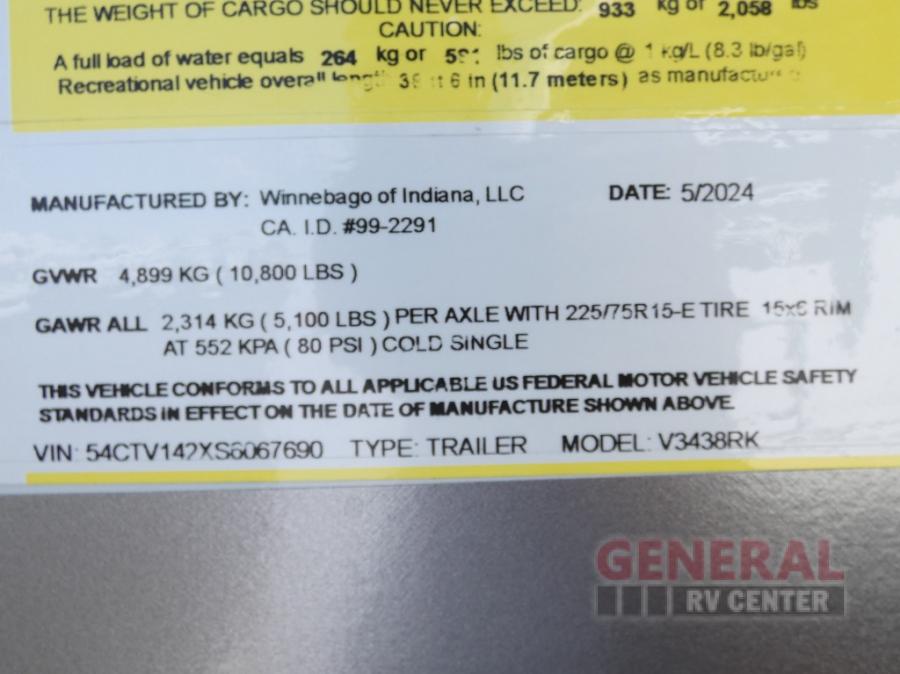 THE WEIGHT OF CARGO SHOULD NEVER EXCEED: 933 kg or 2,058 lbs
CAUTION:
A full load of water equals 264 kg or lbs of cargo @ 1 kg/L (8.3 lb/gal)
Recreational vehicle overall length 6 in (11.7 meters) as
MANUFACTURED BY: Winnebago of Indiana, LLC DATE: 5/2024
CA. I.D. #99-2291
GVWR 4,899 KG ( 10,800 LBS )
GAWR ALL 2,314 KG ( 5,100 LBS ) PER AXLE WITH 225/75R15-E TIRE 15x6 RIM
AT 552 KPA ( 80 PSI ) COLD SINGLE
THIS VEHICLE CONFORMS TO ALL APPLICABLE US FEDERAL MOTOR VEHICLE SAFETY
STANDARDS IN EFFECT ON THE DATE OF MANUFACTURE SHOWN ABOVE
VIN: 54CTV142XS6067690 TYPE: TRAILER MODEL: V3438RK
GENERAL
RV CENTER